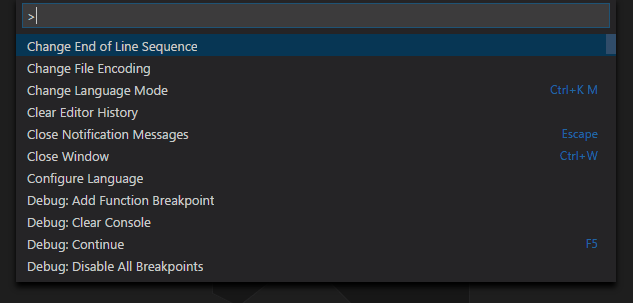 >
Change End of Line Sequence
Change File Encoding
Change Language Mode Ctrl+K M
Clear Editor History
Close Notification Messages Escape
Close Window Ctrl+W
Configure Language
Debug: Add Function Breakpoint
Debug: Clear Console
Debug: Continue F5
Debug: Disable All Breakpoints